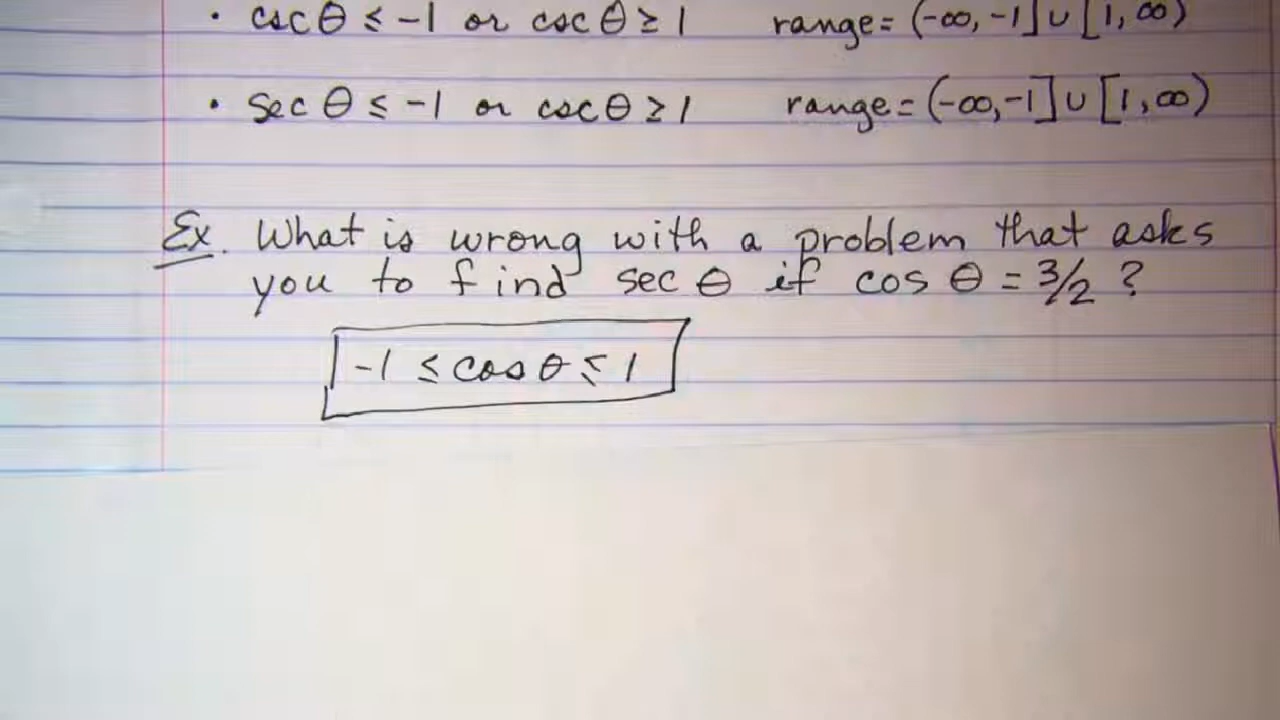 • csc θ ≤ -1 or csc θ ≥ 1 range = (-∞, -1] ∪ [1, ∞)
• sec θ ≤ -1 or csc θ ≥ 1 range = (-∞, -1] ∪ [1, ∞)
Ex. What is wrong with a problem that asks
you to find sec θ if cos θ = 3/2 ?
-1 ≤ cos θ ≤ 1